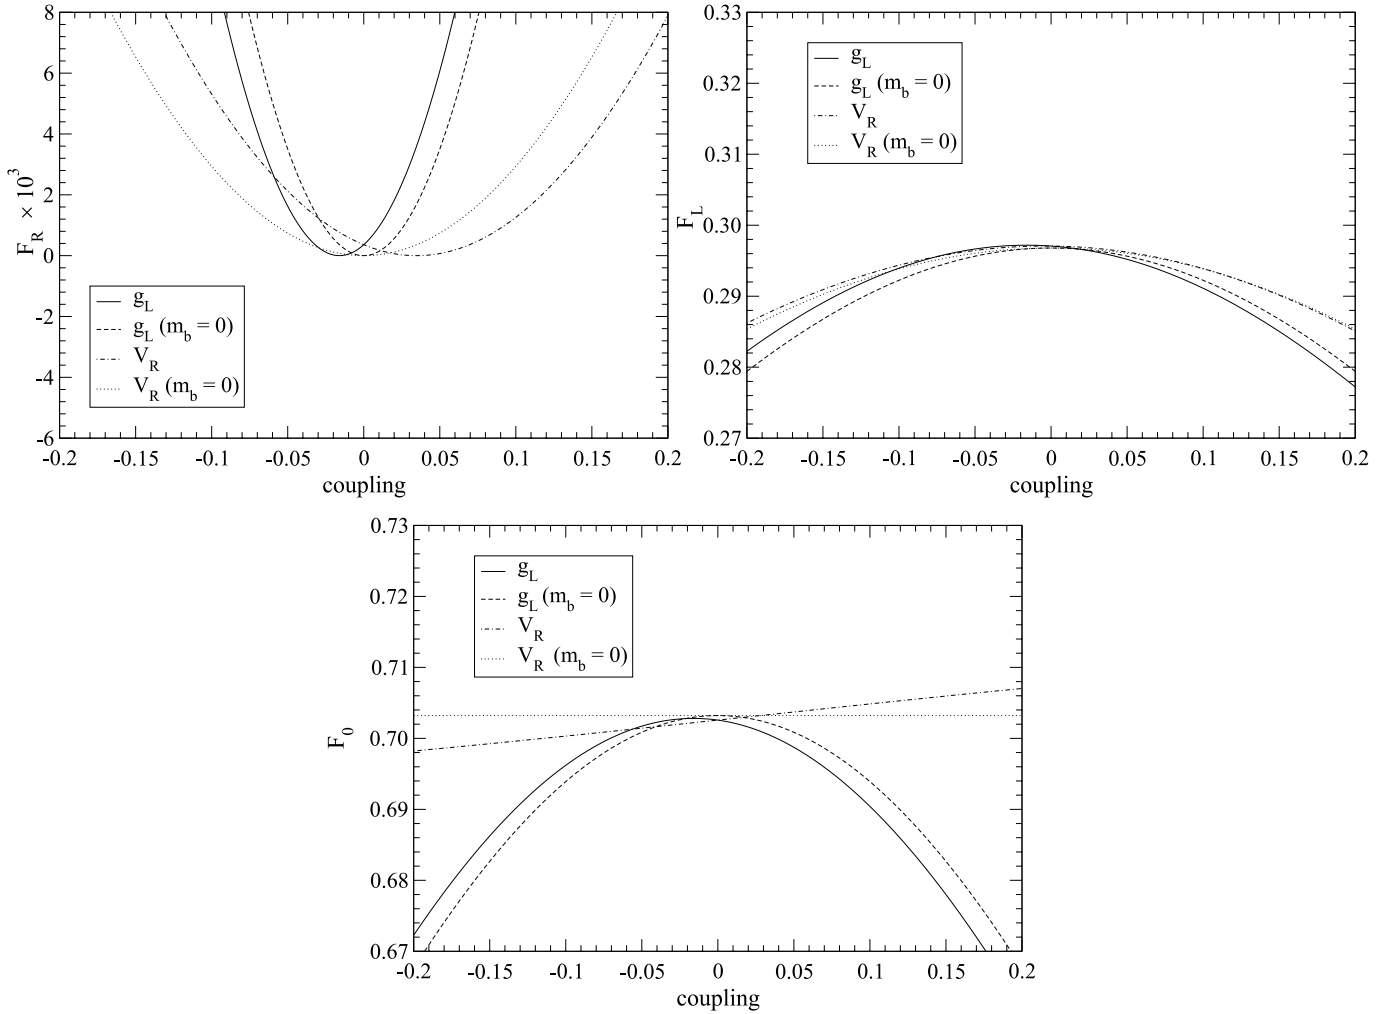 8
6
4
2
0
-2
-4
-6
F_R × 10^3
g_L
g_L (m_b = 0)
V_R
V_R (m_b = 0)
-0.2 -0.15 -0.1 -0.05 0 0.05 0.1 0.15 0.2
coupling
0.33
0.32
0.31
0.30
0.29
0.28
0.27
F_L
g_L
g_L (m_b = 0)
V_R
V_R (m_b = 0)
-0.2 -0.15 -0.1 -0.05 0 0.05 0.1 0.15 0.2
coupling
0.73
0.72
0.71
0.70
0.69
0.68
0.67
F_0
g_L
g_L (m_b = 0)
V_R
V_R (m_b = 0)
-0.2 -0.15 -0.1 -0.05 0 0.05 0.1 0.15 0.2
coupling